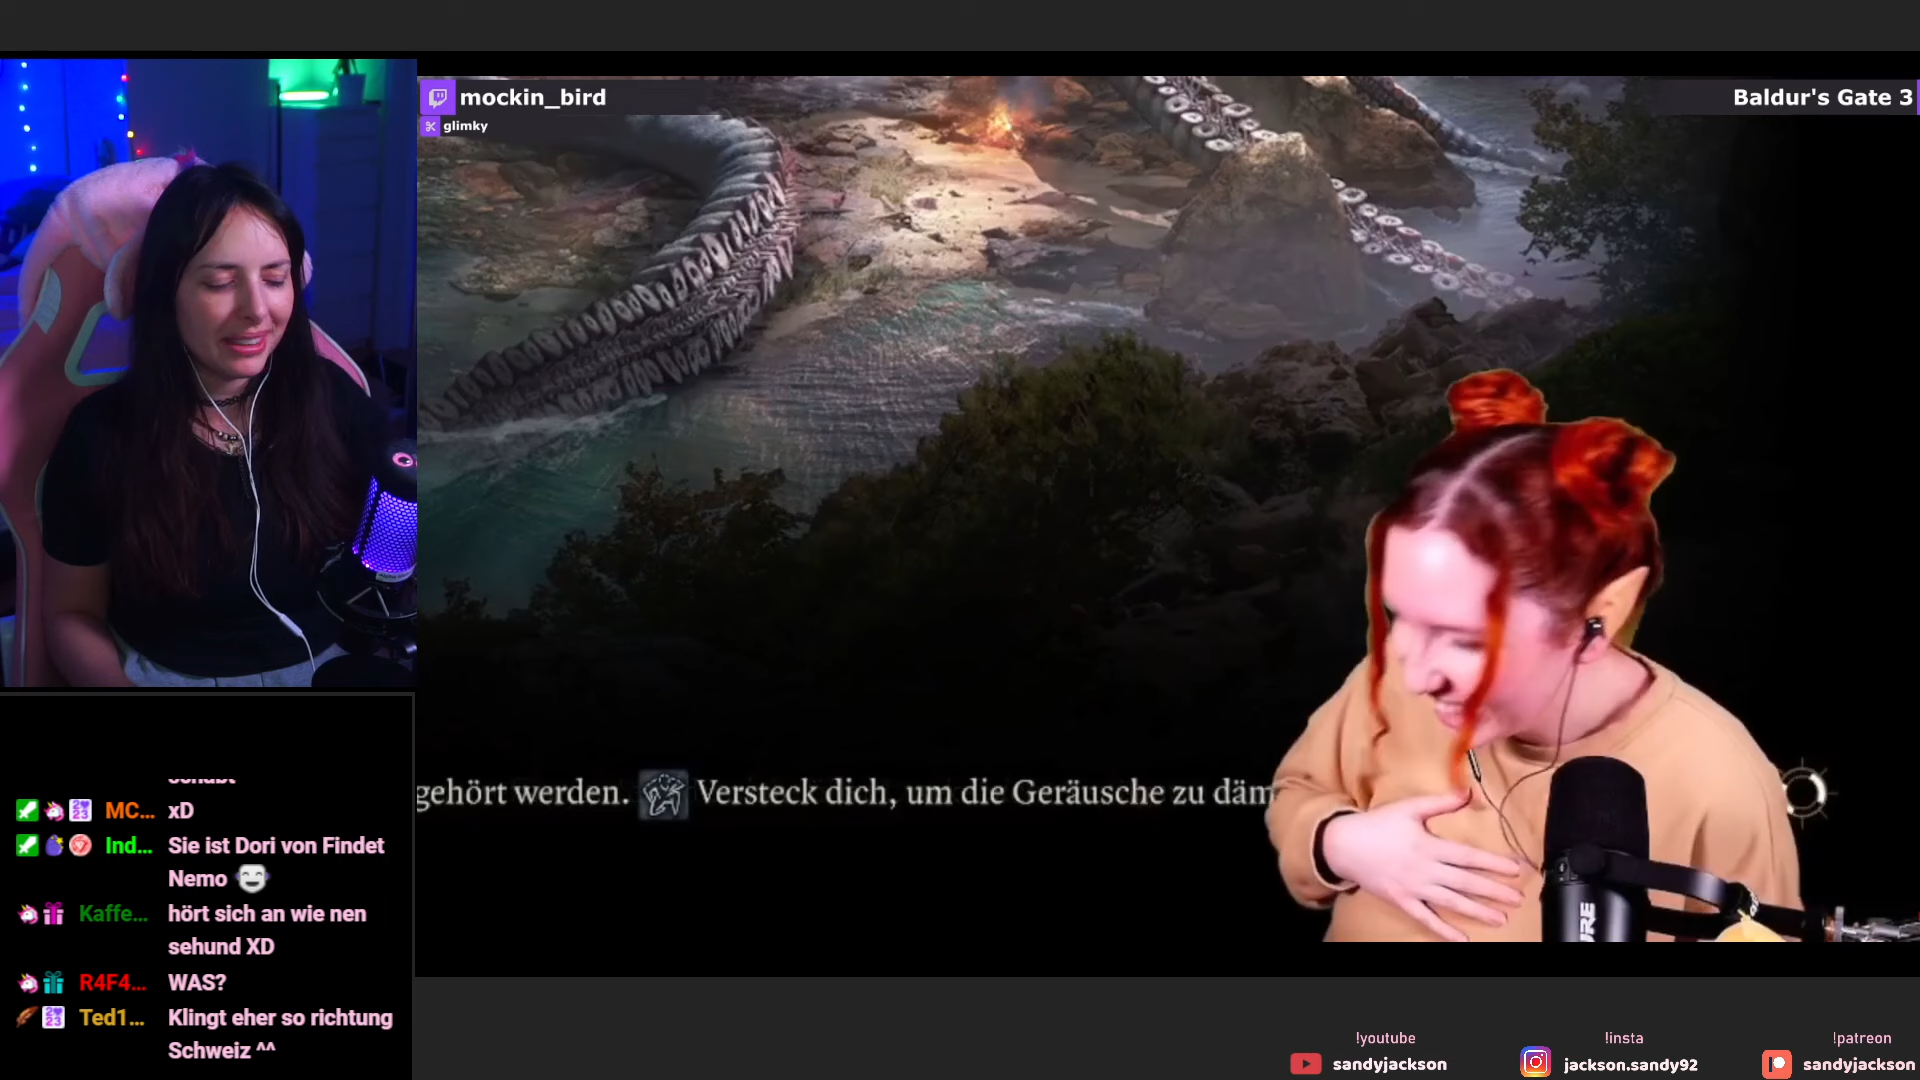 mockin_bird
glimky
Baldur's Gate 3
gehört werden. Versteck dich, um die Geräusche zu däm
MC... xD
Ind... Sie ist Dori von Findet
Nemo
Kaffe... hört sich an wie nen
sehund XD
R4F4... WAS?
Ted1... Klingt eher so richtung
Schweiz ^^
!youtube
sandyjackson
!insta
jackson.sandy92
!patreon
sandyjackson